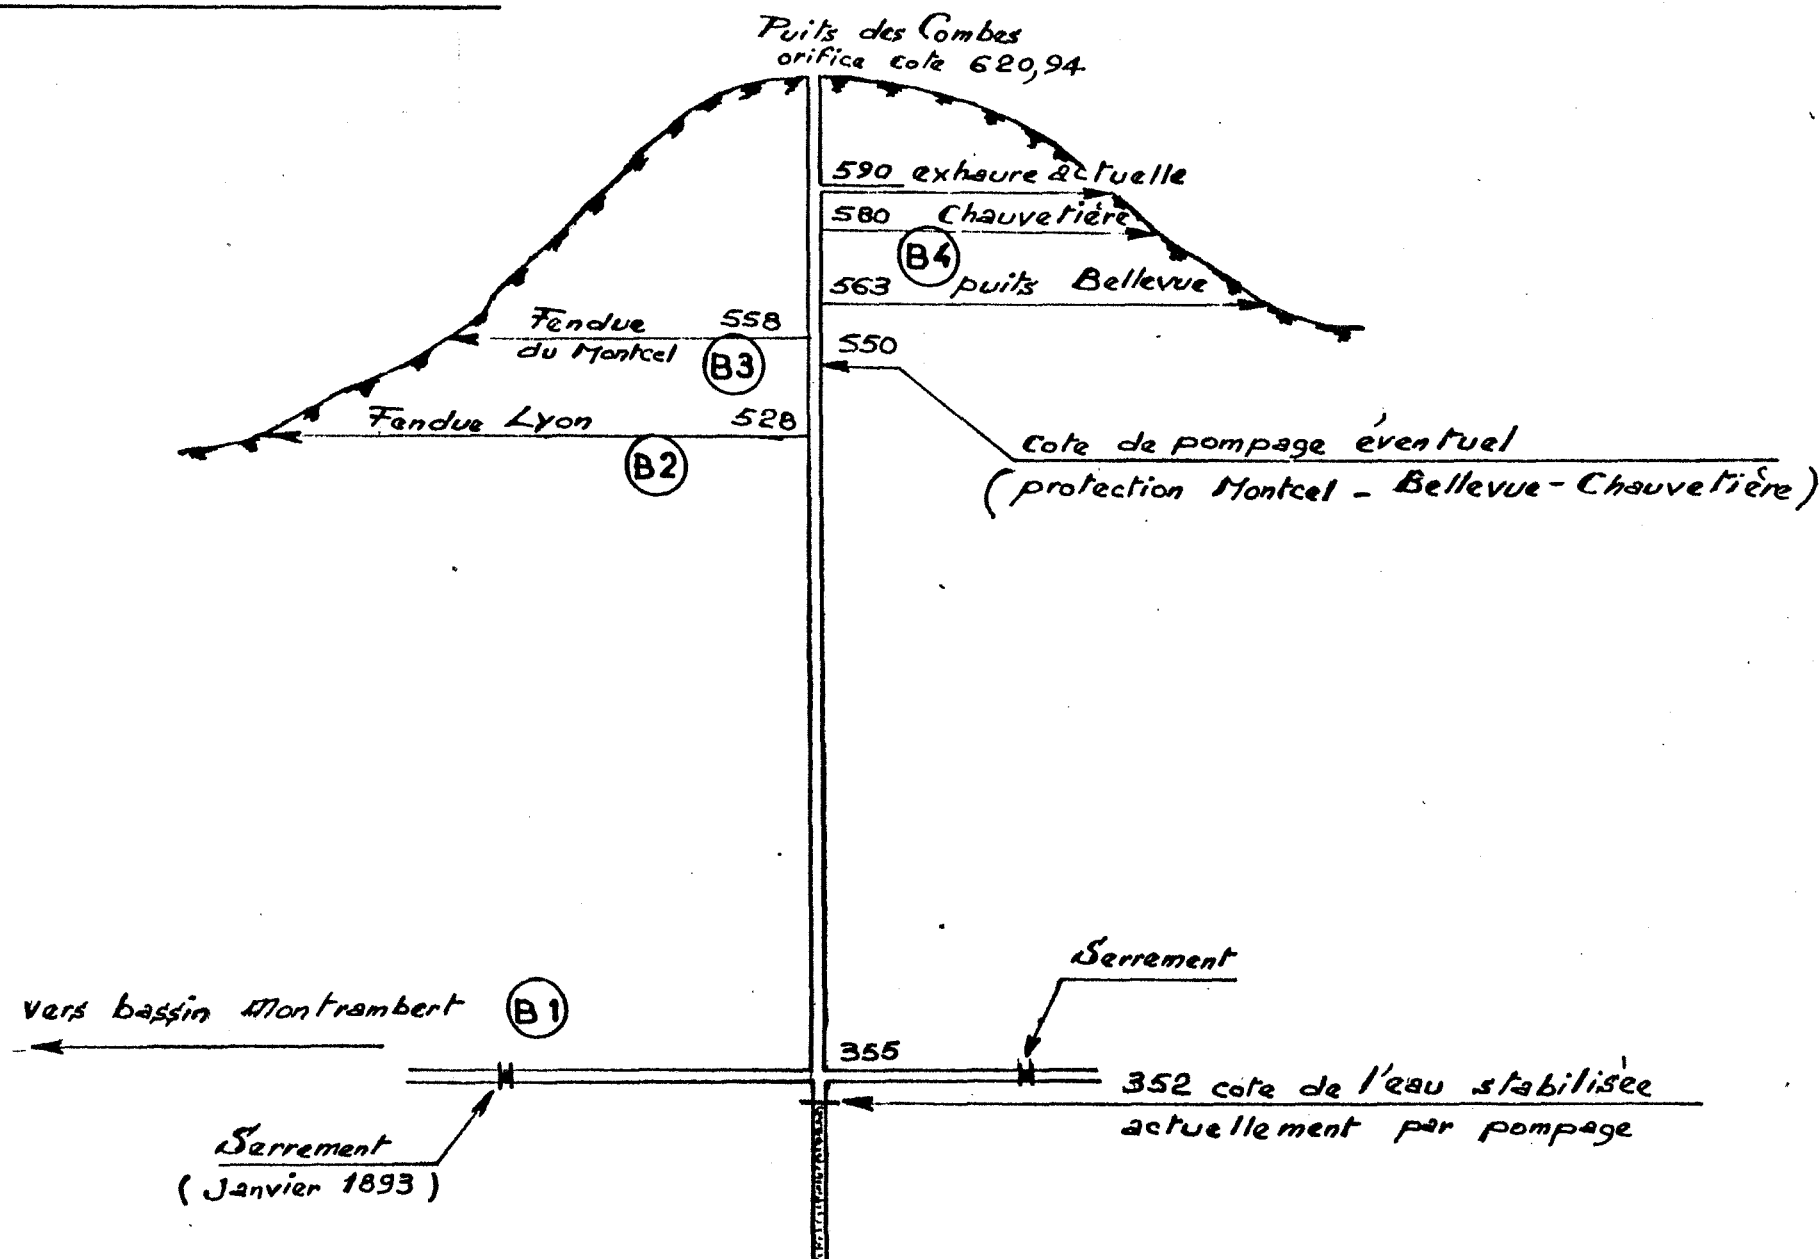 Puits des Combes
orifice cote 620,94
590 exhaure actuelle
580 Chauvetière
B4
563 puits Bellevue
Fendue 558
du Montcel
B3
550
Fendue Lyon 528
B2
cote de pompage éventuel
(protection Montcel - Bellevue - Chauvetière)
Serrement
vers bassin Montrambert
B1
355
352 cote de l'eau stabilisée
actuellement par pompage
Serrement
(Janvier 1893)